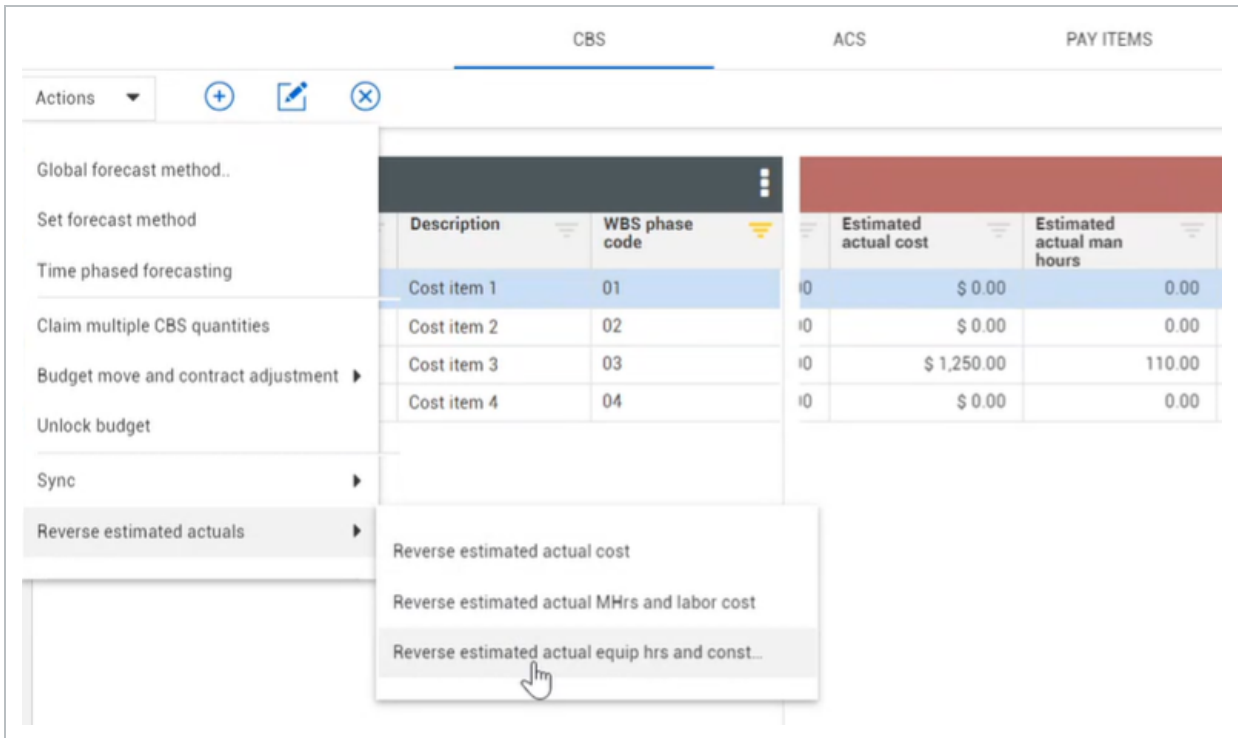 CBS ACS PAY ITEMS
Actions
Global forecast method..
Set forecast method
Time phased forecasting
Claim multiple CBS quantities
Budget move and contract adjustment
Unlock budget
Sync
Reverse estimated actuals
Reverse estimated actual cost
Reverse estimated actual MHrs and labor cost
Reverse estimated actual equip hrs and const...
Description WBS phase code Estimated actual cost Estimated actual man hours
Cost item 1 01 $ 0.00 0.00
Cost item 2 02 $ 0.00 0.00
Cost item 3 03 $ 1,250.00 110.00
Cost item 4 04 $ 0.00 0.00